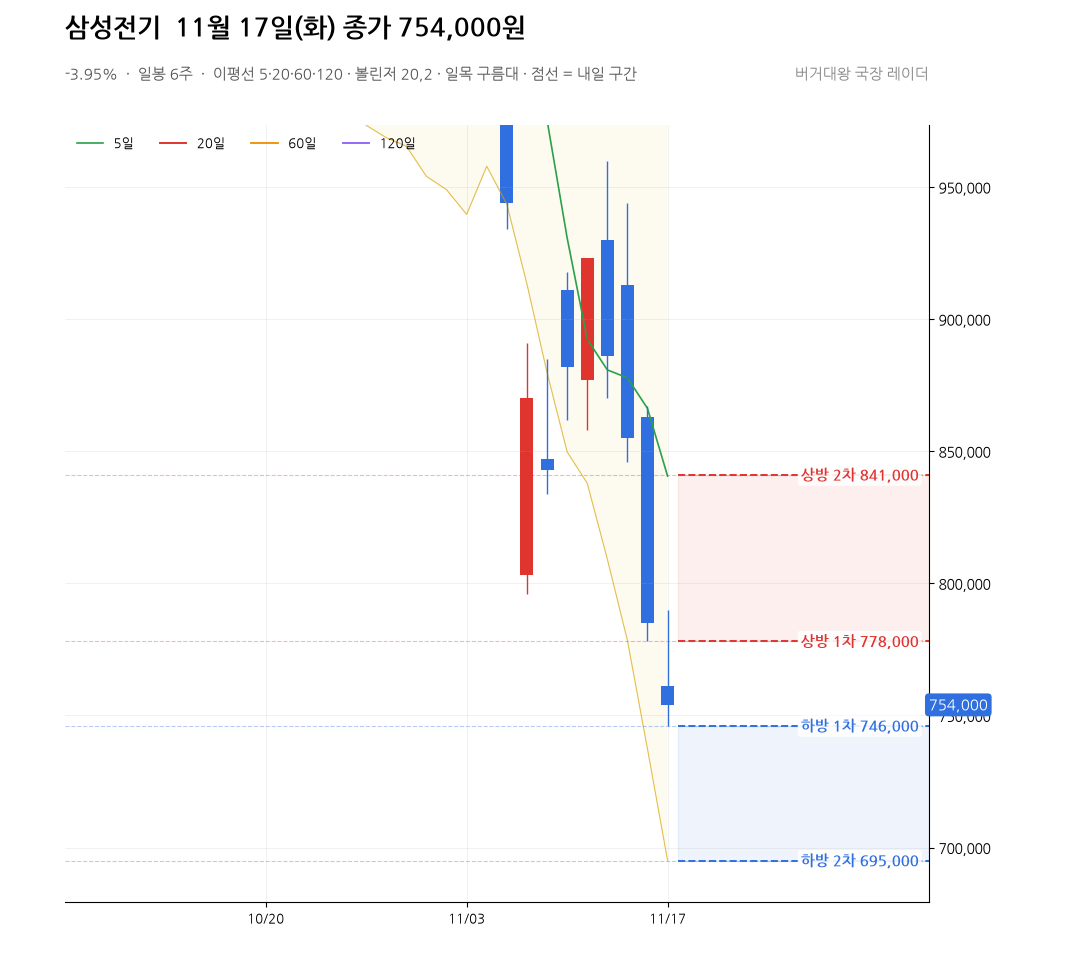 삼성전기 11월 17일(화) 종가 754,000원
-3.95% · 일봉 6주 · 이평선 5·20·60·120 · 볼린저 20,2 · 일목 구름대 · 점선 = 내일 구간
버거대왕 국장 레이더
5일 20일 60일 120일
950,000
900,000
850,000
상방 2차 841,000
800,000
상방 1차 778,000
754,000
750,000
하방 1차 746,000
700,000
하방 2차 695,000
10/20 11/03 11/17